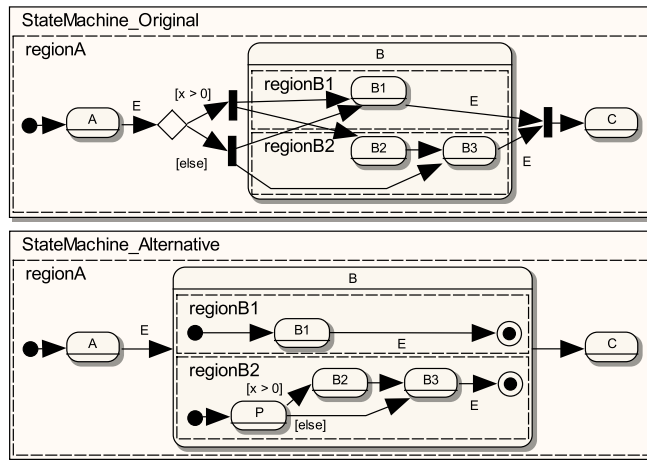 StateMachine_Original
regionA
B
[x > 0]
regionB1
B1
E
E
A
C
regionB2
B2
B3
[else]
E
StateMachine_Alternative
regionA
B
regionB1
E
A
B1
E
C
regionB2
[x > 0]
B2
B3
P
E
[else]